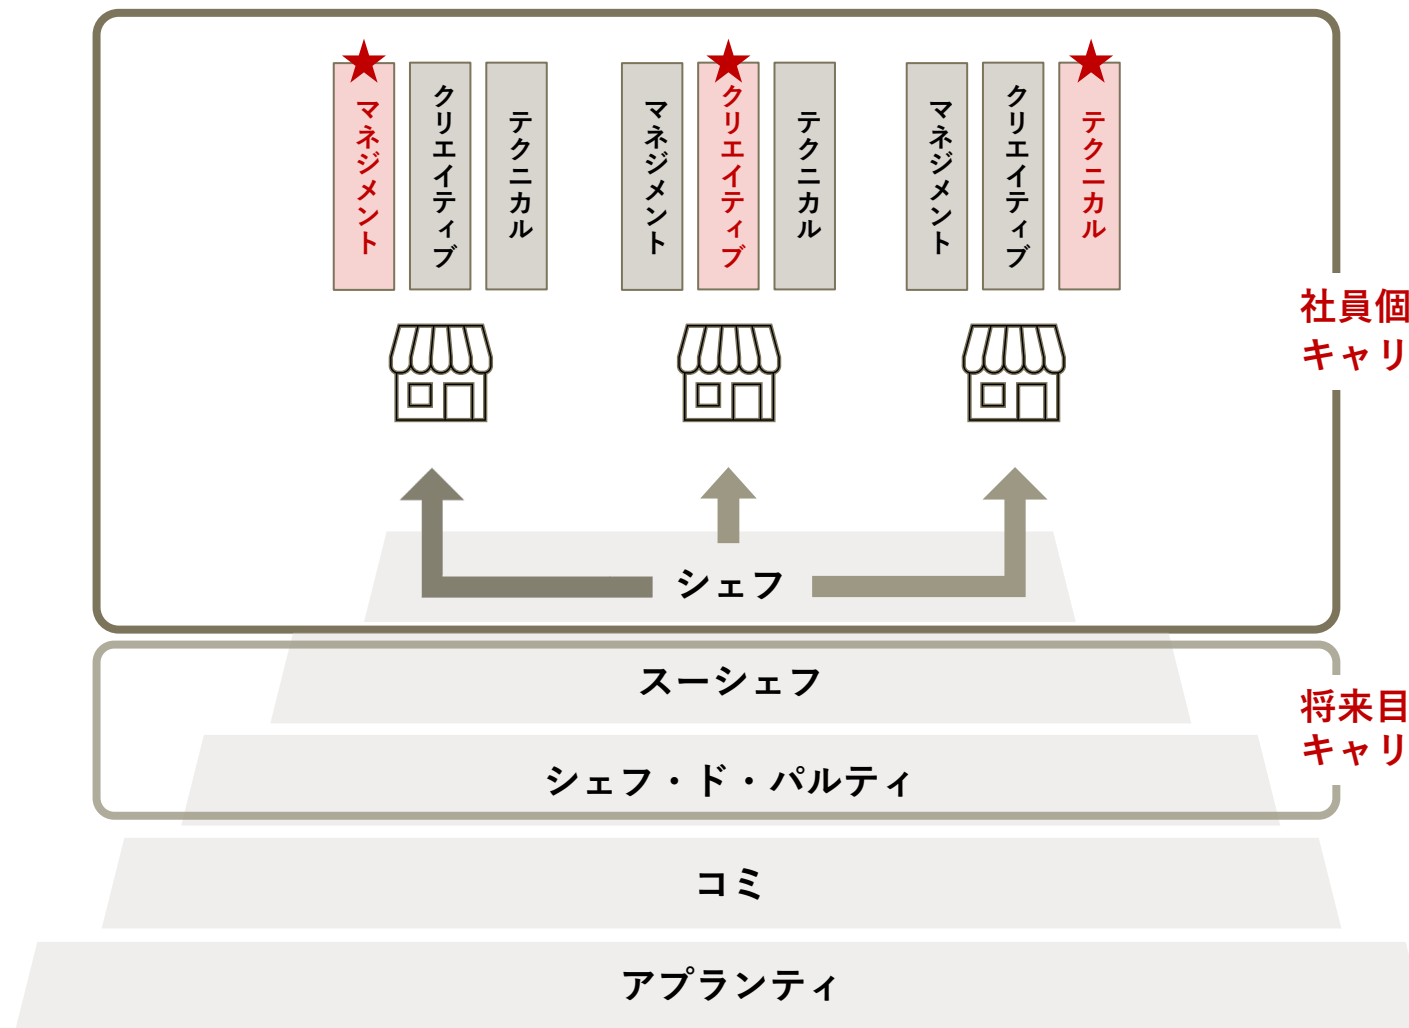 マネジメント
クリエイティブ
テクニカル
マネジメント
クリエイティブ
テクニカル
マネジメント
クリエイティブ
テクニカル
社員個
キャリ
シェフ
スーシェフ
将来目
キャリ
シェフ・ド・パルティ
コミ
アプランティ